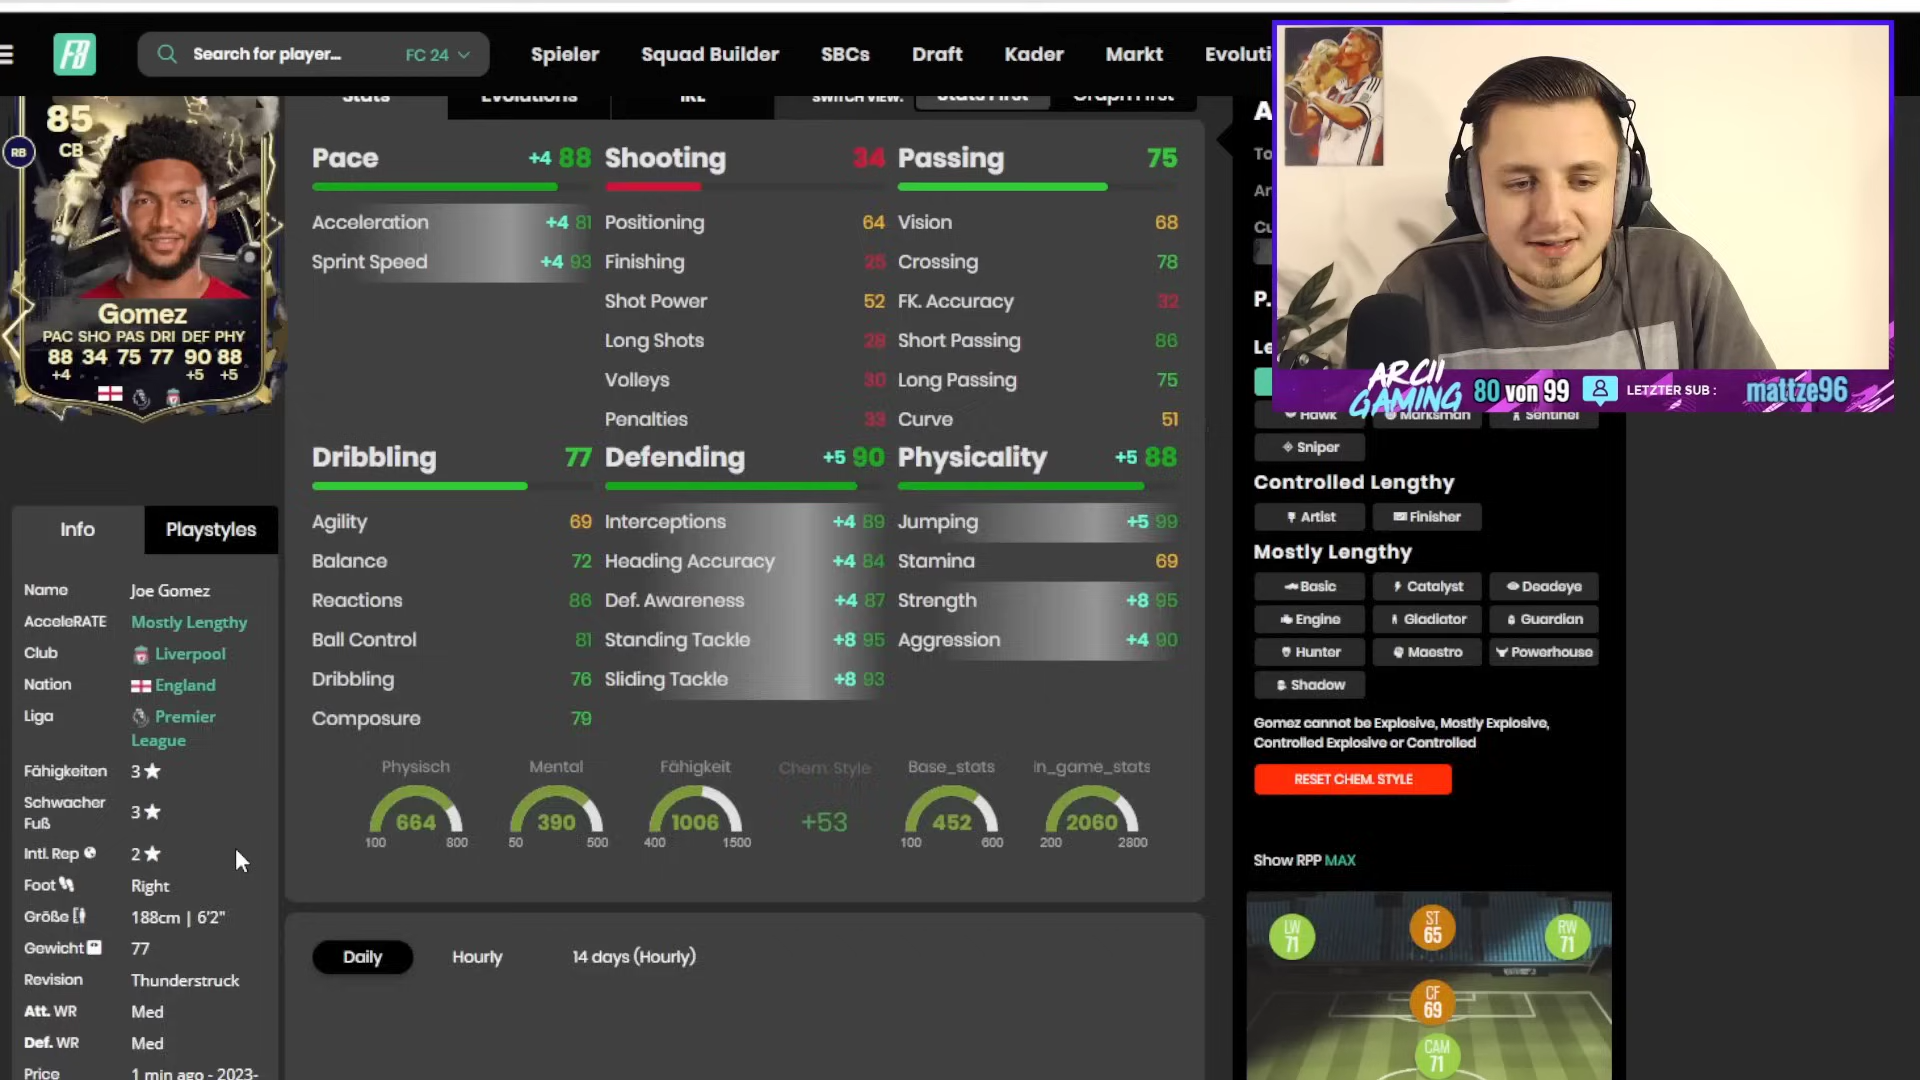 Search for player...
FC 24
Spieler
Squad Builder
SBCs
Draft
Kader
Markt
Stats
Evolutions
IRL
SWITCH VIEW:
Stats First
Graph First
85
CB
RB
Gomez
PAC SHO PAS DRI DEF PHY
88 34 75 77 90 88
+4 +5 +5
Pace +4 88
Acceleration +4 81
Sprint Speed +4 93
Shooting 34
Positioning 64
Finishing 25
Shot Power 52
Long Shots 28
Volleys 30
Penalties 33
Passing 75
Vision 68
Crossing 78
FK. Accuracy 32
Short Passing 86
Long Passing 75
Curve 51
Dribbling 77
Agility 69
Balance 72
Reactions 86
Ball Control 81
Dribbling 76
Composure 79
Defending +5 90
Interceptions +4 89
Heading Accuracy +4 84
Def. Awareness +4 87
Standing Tackle +8 95
Sliding Tackle +8 93
Physicality +5 88
Jumping +5 99
Stamina 69
Strength +8 95
Aggression +4 90
Physisch
664
100 800
Mental
390
50 500
Fähigkeit
1006
400 1500
Chem. Style
+53
Base_stats
452
100 600
in_game_stats
2060
200 2800
Daily
Hourly
14 days (Hourly)
Info
Playstyles
Name Joe Gomez
AcceleRATE Mostly Lengthy
Club Liverpool
Nation England
Liga Premier
League
Fähigkeiten 3
Schwacher
Fuß 3
Intl. Rep 2
Foot Right
Größe 188cm | 6'2"
Gewicht 77
Revision Thunderstruck
Att. WR Med
Def. WR Med
Price 1 min ago - 2023-
ARCII
GAMING
80 von 99
LETZTER SUB :
mattze96
Hawk
Marksman
Sentinel
Sniper
Controlled Lengthy
Artist
Finisher
Mostly Lengthy
Basic
Catalyst
Deadeye
Engine
Gladiator
Guardian
Hunter
Maestro
Powerhouse
Shadow
Gomez cannot be Explosive, Mostly Explosive,
Controlled Explosive or Controlled
RESET CHEM. STYLE
Show RPP MAX
LW
71
ST
65
RW
71
CF
69
CAM
71